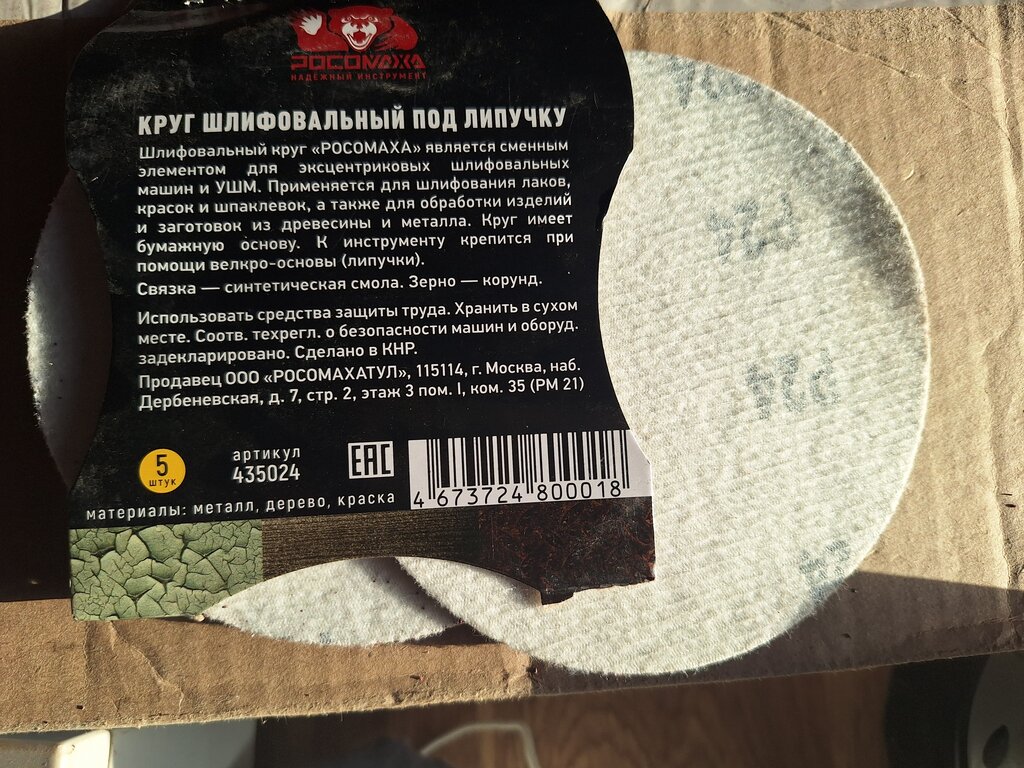 РОСОМАХА
НАДЁЖНЫЙ ИНСТРУМЕНТ
КРУГ ШЛИФОВАЛЬНЫЙ ПОД ЛИПУЧКУ
Шлифовальный круг «РОСОМАХА» является сменным
элементом для эксцентриковых шлифовальных
машин и УШМ. Применяется для шлифования лаков,
красок и шпаклевок, а также для обработки изделий
и заготовок из древесины и металла. Круг имеет
бумажную основу. К инструменту крепится при
помощи велкро-основы (липучки).
Связка — синтетическая смола. Зерно — корунд.
Использовать средства защиты труда. Хранить в сухом
месте. Соотв. техрегл. о безопасности машин и оборуд.
задекларировано. Сделано в КНР.
Продавец ООО «РОСОМАХАТУЛ», 115114, г. Москва, наб.
Дербеневская, д. 7, стр. 2, этаж 3 пом. I, ком. 35 (РМ 21)
5
штук
артикул
435024
EAC
4 673724 800018
материалы: металл, дерево, краска
P24
P24